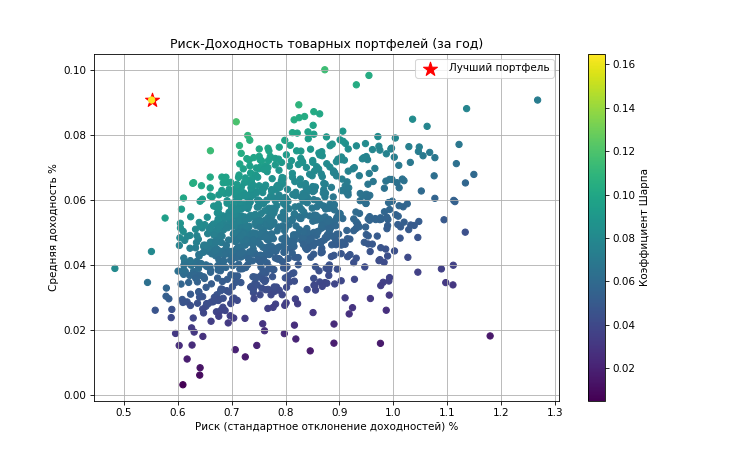 Риск-Доходность товарных портфелей (за год)
Лучший портфель
Средняя доходность %
0.10
0.08
0.06
0.04
0.02
0.00
0.5 0.6 0.7 0.8 0.9 1.0 1.1 1.2 1.3
Риск (стандартное отклонение доходностей) %
0.16
0.14
0.12
0.10
0.08
0.06
0.04
0.02
Коэффициент Шарпа